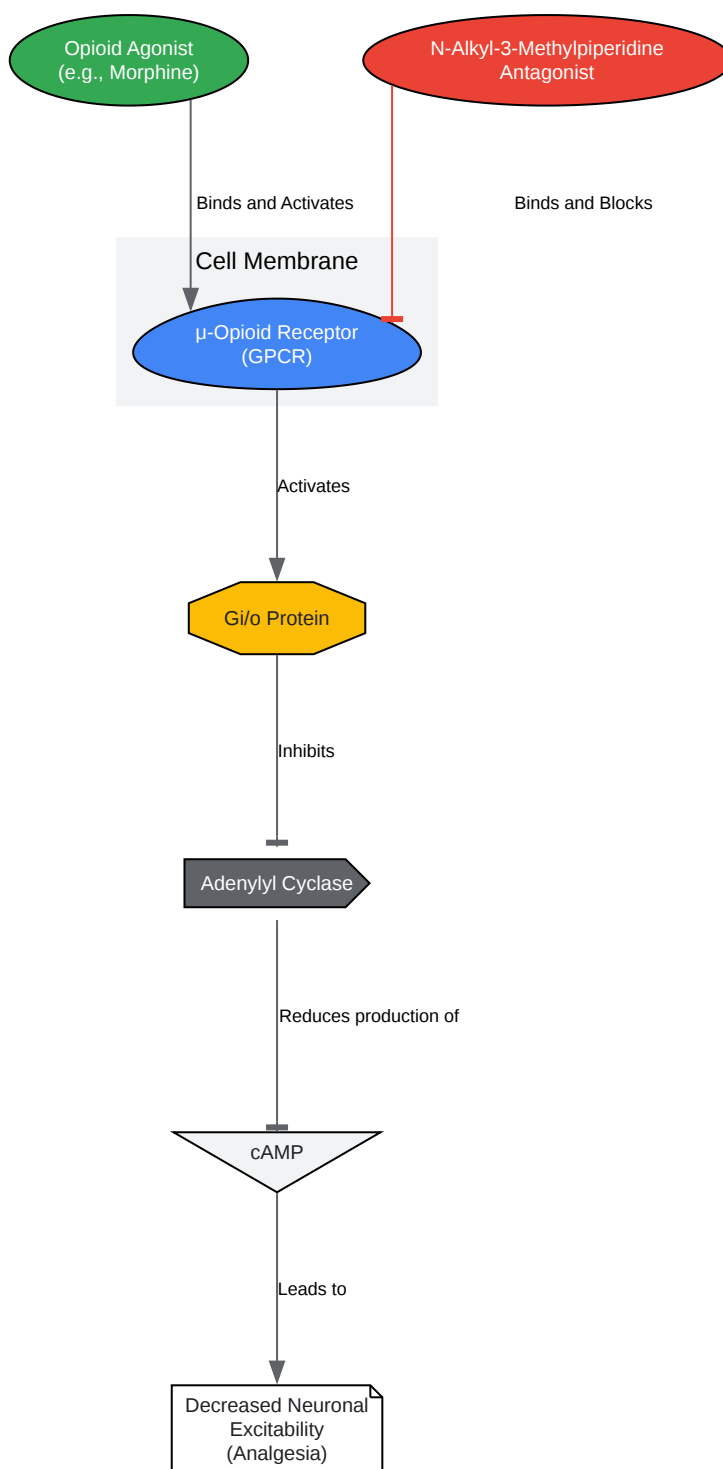 Opioid Agonist
(e.g., Morphine)
N-Alkyl-3-Methylpiperidine
Antagonist
Binds and Activates
Binds and Blocks
Cell Membrane
μ-Opioid Receptor
(GPCR)
Activates
Gi/o Protein
Inhibits
Adenylyl Cyclase
Reduces production of
cAMP
Leads to
Decreased Neuronal
Excitability
(Analgesia)